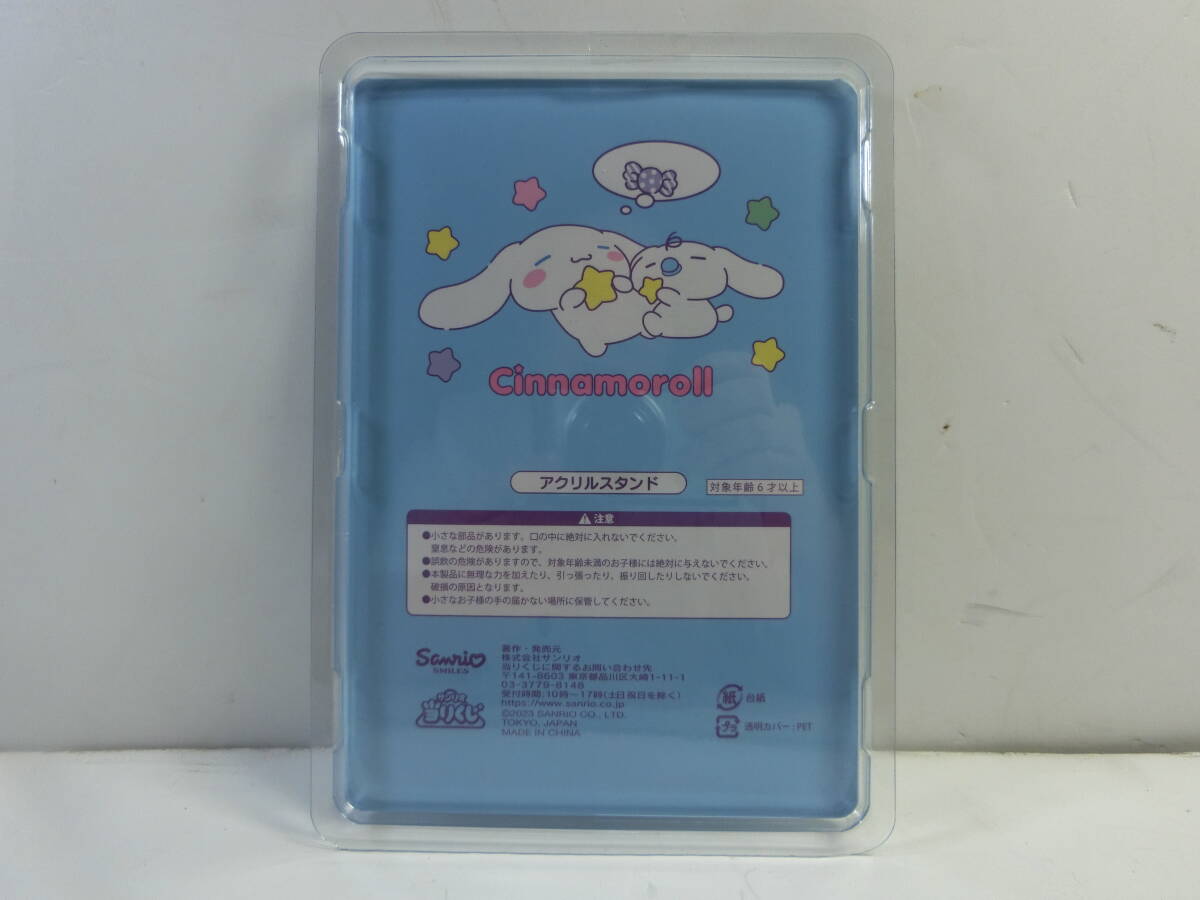 Cinnamoroll
アクリルスタンド
対象年齢6才以上
注意
●小さな部品があります。口の中に絶対に入れないでください。
窒息などの危険があります。
●誤飲の危険がありますので、対象年齢未満のお子様には絶対に与えないでください。
●本製品に無理な力を加えたり、引っ張ったり、振り回したりしないでください。
破損の原因となります。
●小さなお子様の手の届かない場所に保管してください。
Sanrio
SMILES
サンリオ
当りくじ
著作・発売元
株式会社サンリオ
当りくじに関するお問い合わせ先
〒141-8603 東京都品川区大崎1-11-1
03-3779-8148
受付時間:10時〜17時(土日祝日を除く)
https://www.sanrio.co.jp
©2023 SANRIO CO., LTD.
TOKYO, JAPAN
MADE IN CHINA
紙 台紙
プラ 透明カバー:PET